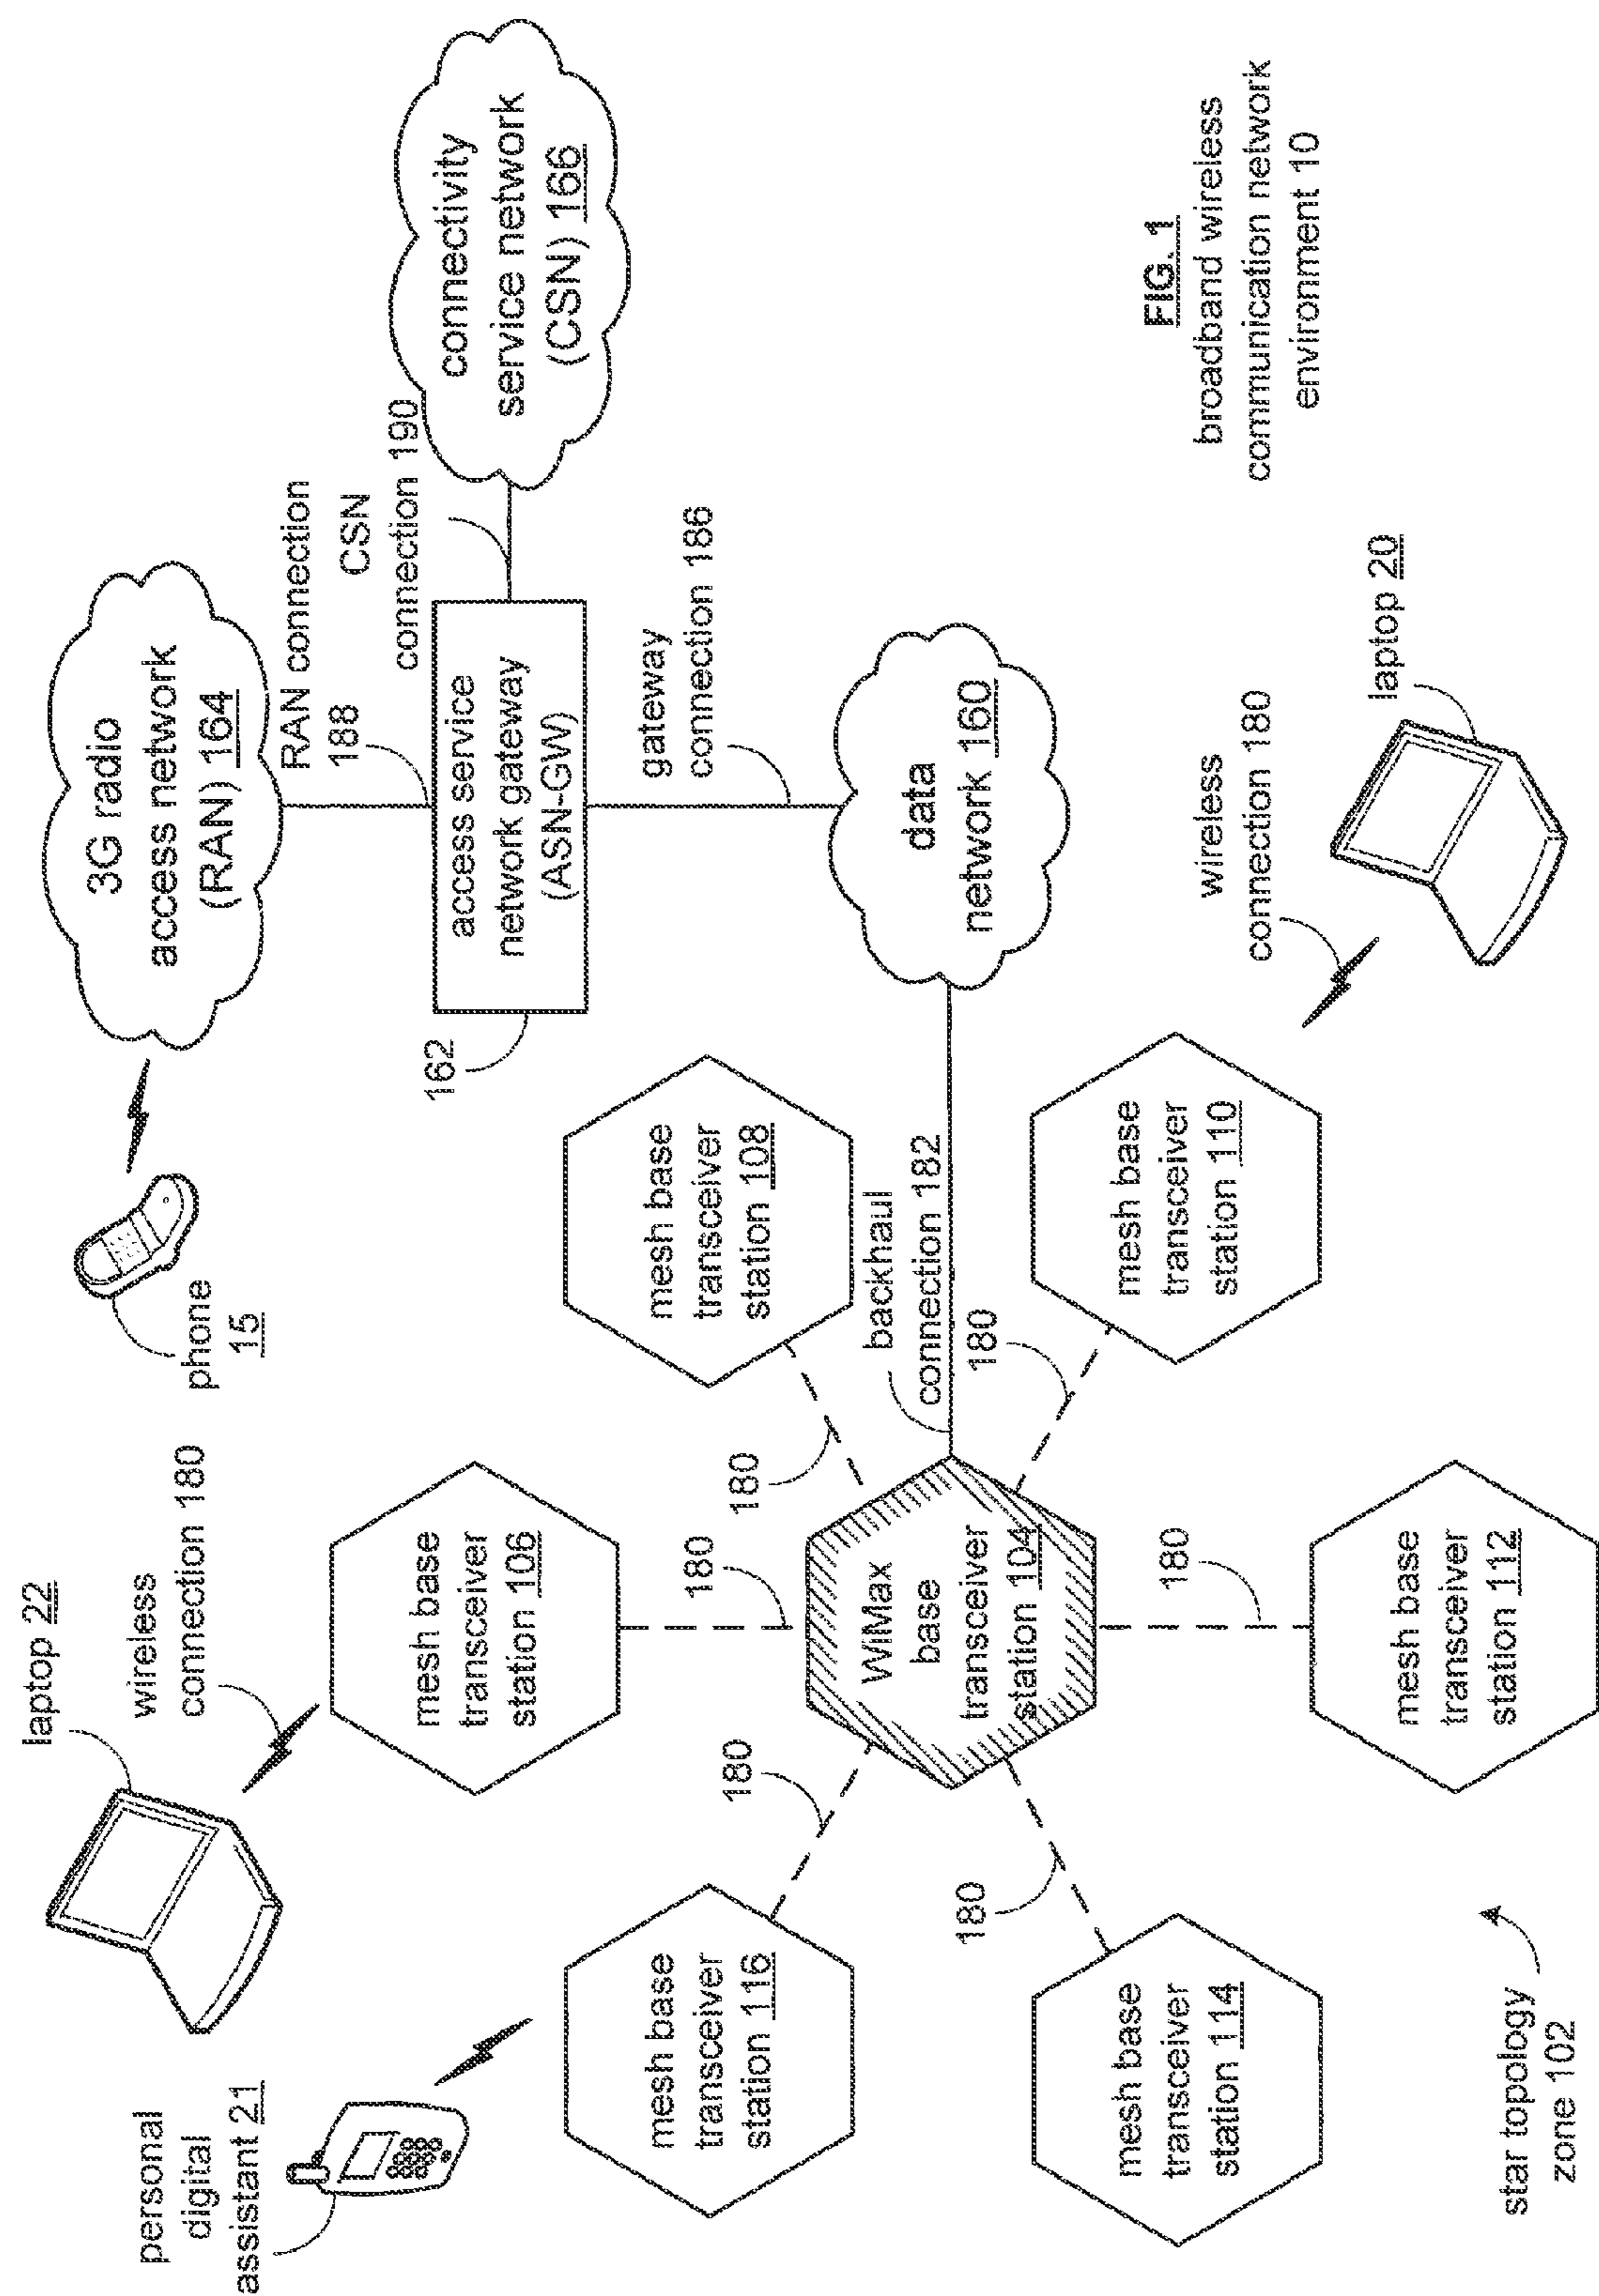 personal
digital
assistant 21
laptop 22
wireless
connection 180
phone
15
3G radio
access network
(RAN) 164
RAN connection
188
CSN
connection 190
connectivity
service network
(CSN) 166
162
access service
network gateway
(ASN-GW)
gateway
connection 186
data
network 160
mesh base
transceiver
station 116
mesh base
transceiver
station 106
mesh base
transceiver
station 108
180
180
180
backhaul
connection 182
WiMax
base
transceiver
station 104
180
180
180
mesh base
transceiver
station 114
mesh base
transceiver
station 112
mesh base
transceiver
station 110
wireless
connection 180
laptop 20
star topology
zone 102
FIG. 1
broadband wireless
communication network
environment 10